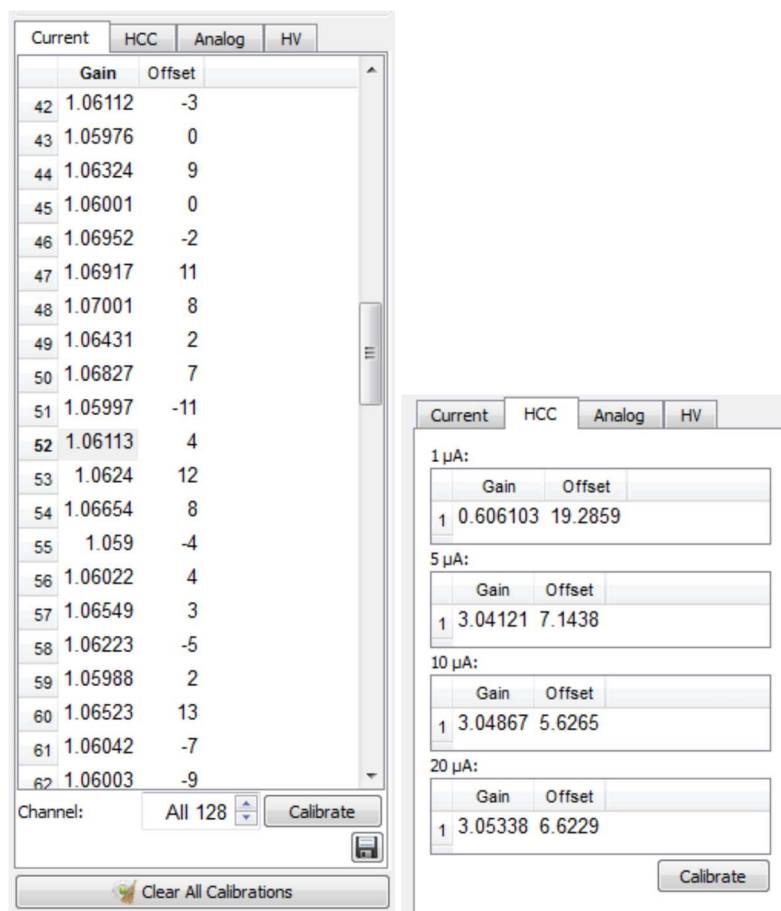 Current HCC Analog HV
Gain Offset
42 1.06112 -3
43 1.05976 0
44 1.06324 9
45 1.06001 0
46 1.06952 -2
47 1.06917 11
48 1.07001 8
49 1.06431 2
50 1.06827 7
51 1.05997 -11
52 1.06113 4
53 1.0624 12
54 1.06654 8
55 1.059 -4
56 1.06022 4
57 1.06549 3
58 1.06223 -5
59 1.05988 2
60 1.06523 13
61 1.06042 -7
62 1.06003 -9
Channel: All 128 Calibrate
Clear All Calibrations
Current HCC Analog HV
1 µA:
Gain Offset
1 0.606103 19.2859
5 µA:
Gain Offset
1 3.04121 7.1438
10 µA:
Gain Offset
1 3.04867 5.6265
20 µA:
Gain Offset
1 3.05338 6.6229
Calibrate